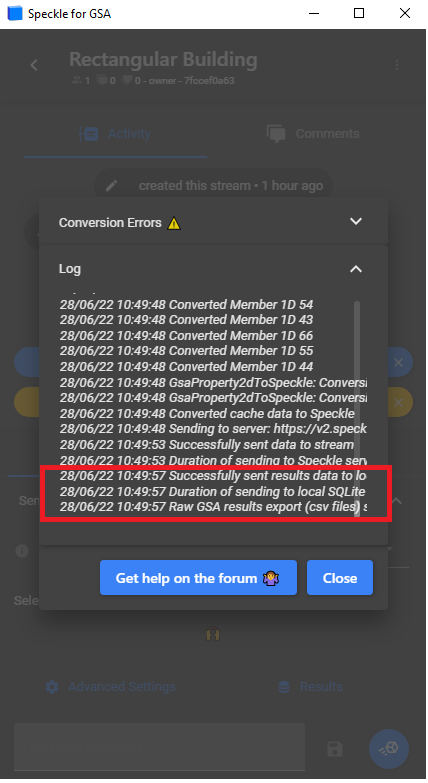 Speckle for GSA
Rectangular Building
1 0 0 - owner - 7fccef0a63
Activity
Comments
created this stream • 1 hour ago
Conversion Errors
Log
28/06/22 10:49:48 Converted Member 1D 54
28/06/22 10:49:48 Converted Member 1D 43
28/06/22 10:49:48 Converted Member 1D 66
28/06/22 10:49:48 Converted Member 1D 55
28/06/22 10:49:48 Converted Member 1D 44
28/06/22 10:49:48 GsaProperty2dToSpeckle: Conversi
28/06/22 10:49:48 GsaProperty2dToSpeckle: Conversi
28/06/22 10:49:48 Converted cache data to Speckle
28/06/22 10:49:48 Sending to server: https://v2.speck
28/06/22 10:49:53 Successfully sent data to stream
28/06/22 10:49:53 Duration of sending to Speckle serv
28/06/22 10:49:57 Successfully sent results data to lo
28/06/22 10:49:57 Duration of sending to local SQLite
28/06/22 10:49:57 Raw GSA results export (csv files) s
Sen
Get help on the forum
Close
Sele
Advanced Settings
Results